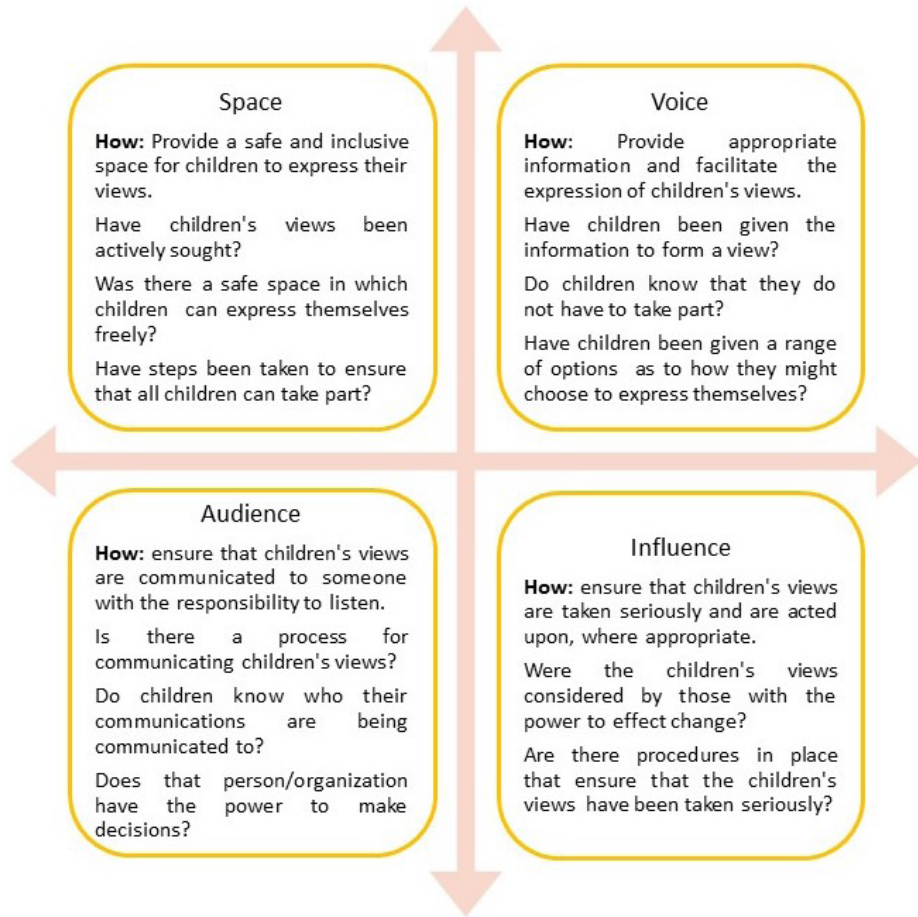 Space
How: Provide a safe and inclusive
space for children to express their
views.
Have children's views been
actively sought?
Was there a safe space in which
children can express themselves
freely?
Have steps been taken to ensure
that all children can take part?
Voice
How: Provide appropriate
information and facilitate the
expression of children's views.
Have children been given the
information to form a view?
Do children know that they do
not have to take part?
Have children been given a range
of options as to how they might
choose to express themselves?
Audience
How: ensure that children's views
are communicated to someone
with the responsibility to listen.
Is there a process for
communicating children's views?
Do children know who their
communications are being
communicated to?
Does that person/organization
have the power to make
decisions?
Influence
How: ensure that children's views
are taken seriously and are acted
upon, where appropriate.
Were the children's views
considered by those with the
power to effect change?
Are there procedures in place
that ensure that the children's
views have been taken seriously?